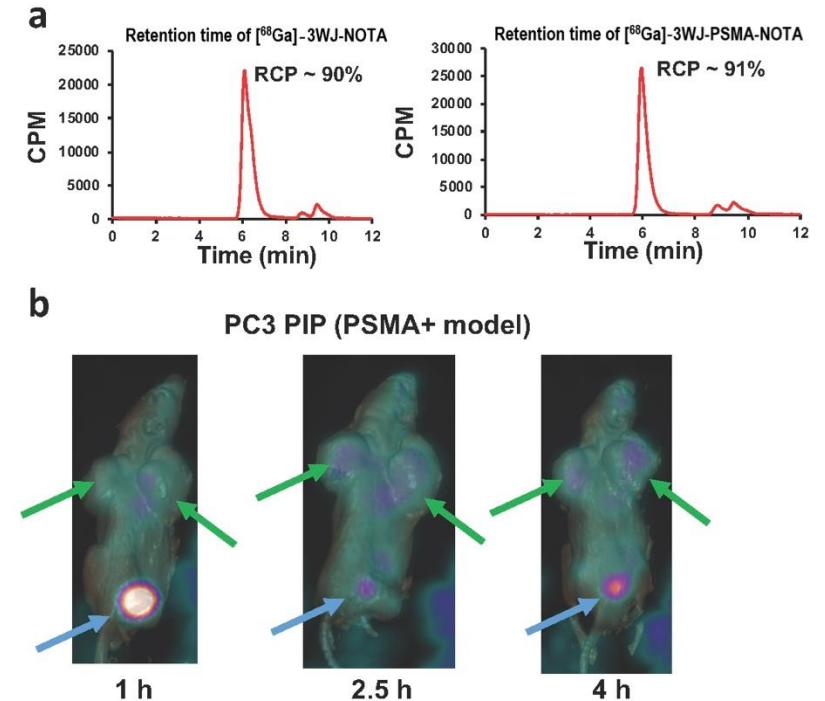 a
Retention time of [⁶⁸Ga]-3WJ-NOTA
RCP ~ 90%
CPM
25000
20000
15000
10000
5000
0
0 2 4 6 8 10 12
Time (min)
Retention time of [⁶⁸Ga]-3WJ-PSMA-NOTA
RCP ~ 91%
CPM
30000
25000
20000
15000
10000
5000
0
0 2 4 6 8 10 12
Time (min)
b
PC3 PIP (PSMA+ model)
1 h
2.5 h
4 h